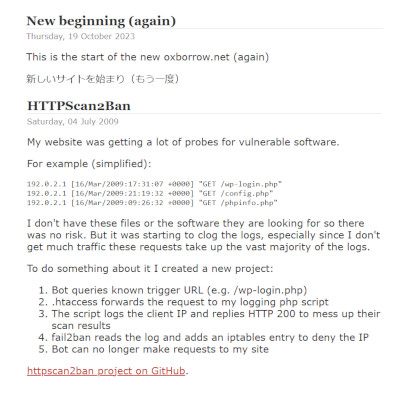 New beginning (again)
Thursday, 19 October 2023
This is the start of the new oxborrow.net (again)
新しいサイトを始まり（もう一度）
HTTPScan2Ban
Saturday, 04 July 2009
My website was getting a lot of probes for vulnerable software.
For example (simplified):
192.0.2.1 [16/Mar/2009:17:31:07 +0000] "GET /wp-login.php"
192.0.2.1 [16/Mar/2009:21:19:32 +0000] "GET /config.php"
192.0.2.1 [16/Mar/2009:09:26:32 +0000] "GET /phpinfo.php"
I don't have these files or the software they are looking for so there
was no risk. But it was starting to clog the logs, especially since I don't
get much traffic these requests take up the vast majority of the logs.
To do something about it I created a new project:
1. Bot queries known trigger URL (e.g. /wp-login.php)
2. .htaccess forwards the request to my logging php script
3. The script logs the client IP and replies HTTP 200 to mess up their
scan results
4. fail2ban reads the log and adds an iptables entry to deny the IP
5. Bot can no longer make requests to my site
httpscan2ban project on GitHub.